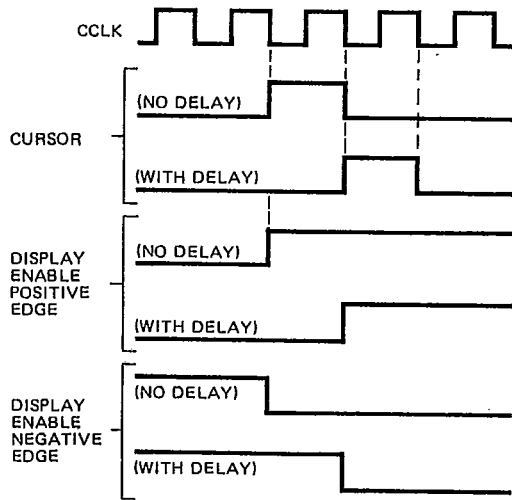 CCLK
CURSOR
(NO DELAY)
(WITH DELAY)
DISPLAY
ENABLE
POSITIVE
EDGE
(NO DELAY)
(WITH DELAY)
DISPLAY
ENABLE
NEGATIVE
EDGE
(NO DELAY)
(WITH DELAY)